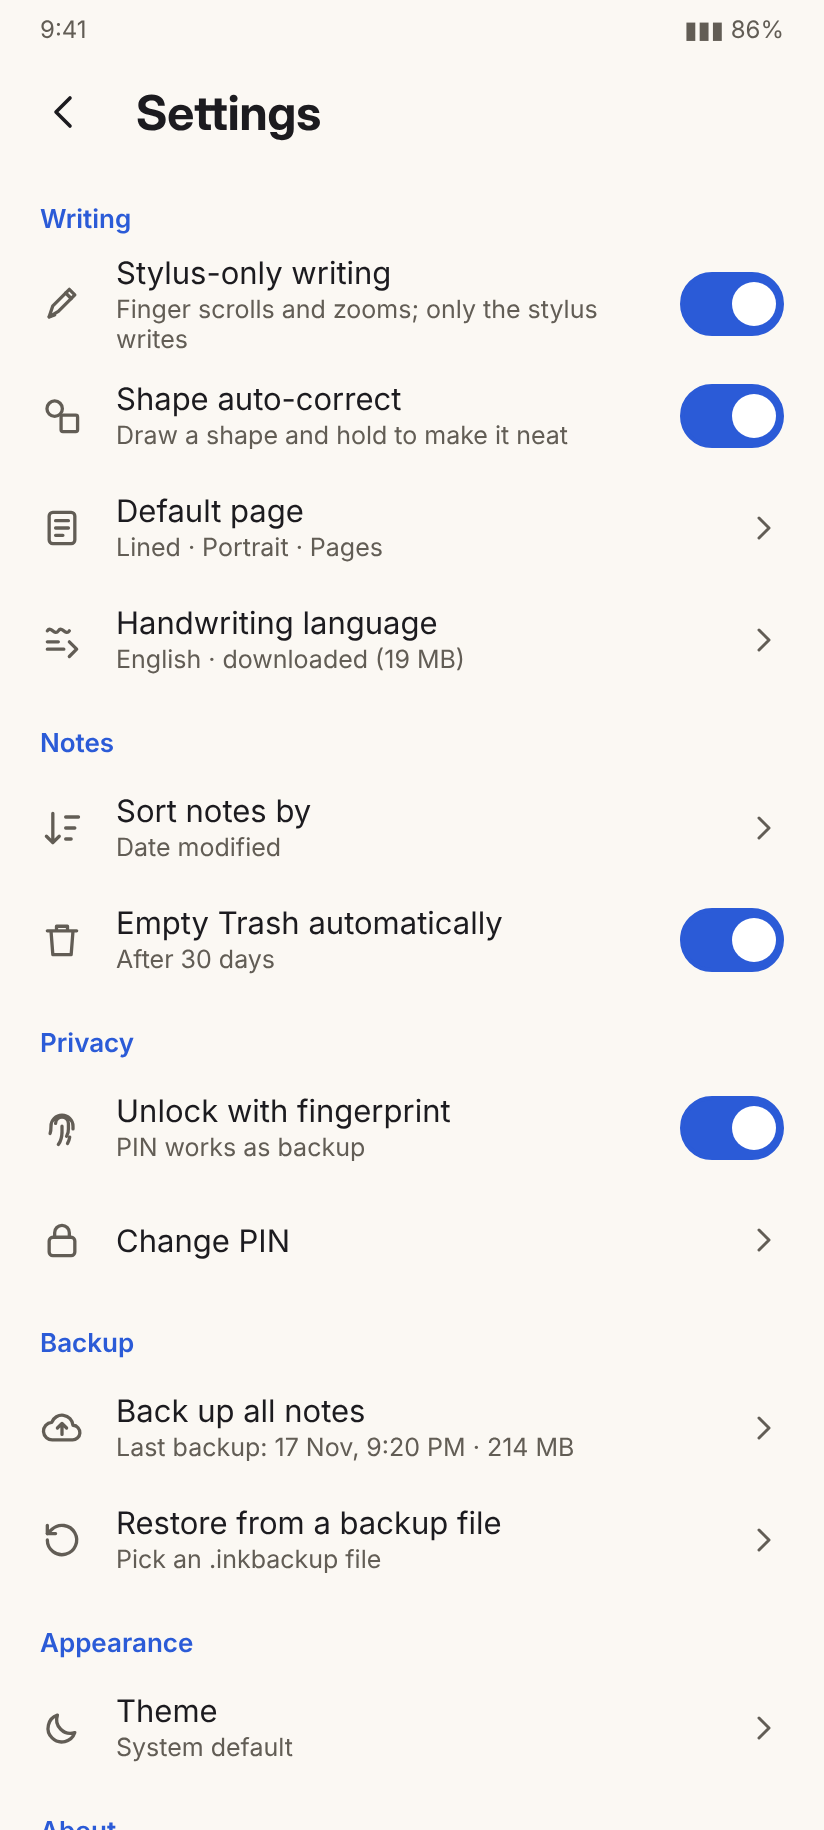 9:41
86%
Settings
Writing
Stylus-only writing
Finger scrolls and zooms; only the stylus
writes
Shape auto-correct
Draw a shape and hold to make it neat
Default page
Lined · Portrait · Pages
Handwriting language
English · downloaded (19 MB)
Notes
Sort notes by
Date modified
Empty Trash automatically
After 30 days
Privacy
Unlock with fingerprint
PIN works as backup
Change PIN
Backup
Back up all notes
Last backup: 17 Nov, 9:20 PM · 214 MB
Restore from a backup file
Pick an .inkbackup file
Appearance
Theme
System default
About